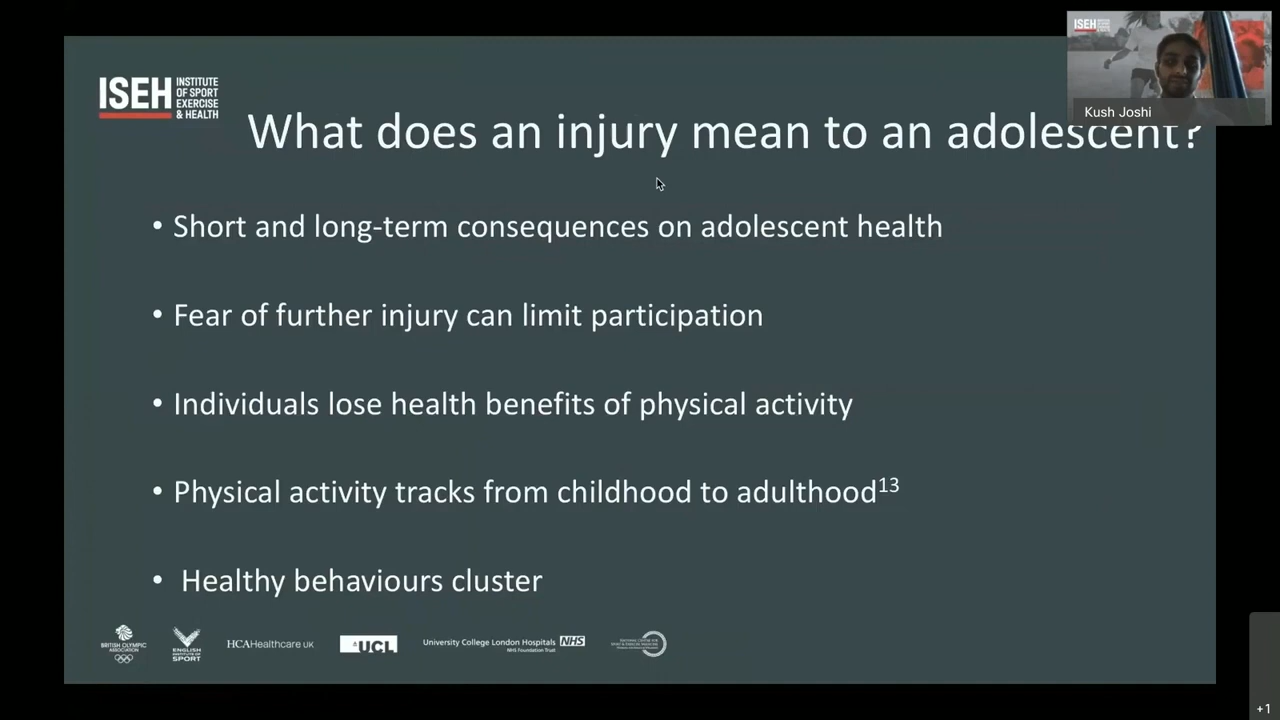 ISEH
INSTITUTE
OF SPORT
EXERCISE
& HEALTH
Kush Joshi
What does an injury mean to an adolescent?
• Short and long-term consequences on adolescent health
• Fear of further injury can limit participation
• Individuals lose health benefits of physical activity
• Physical activity tracks from childhood to adulthood13
• Healthy behaviours cluster
BRITISH OLYMPIC
ASSOCIATION
ENGLISH
INSTITUTE OF
SPORT
HCAHealthcare UK
UCL
University College London Hospitals NHS
NHS Foundation Trust
+1